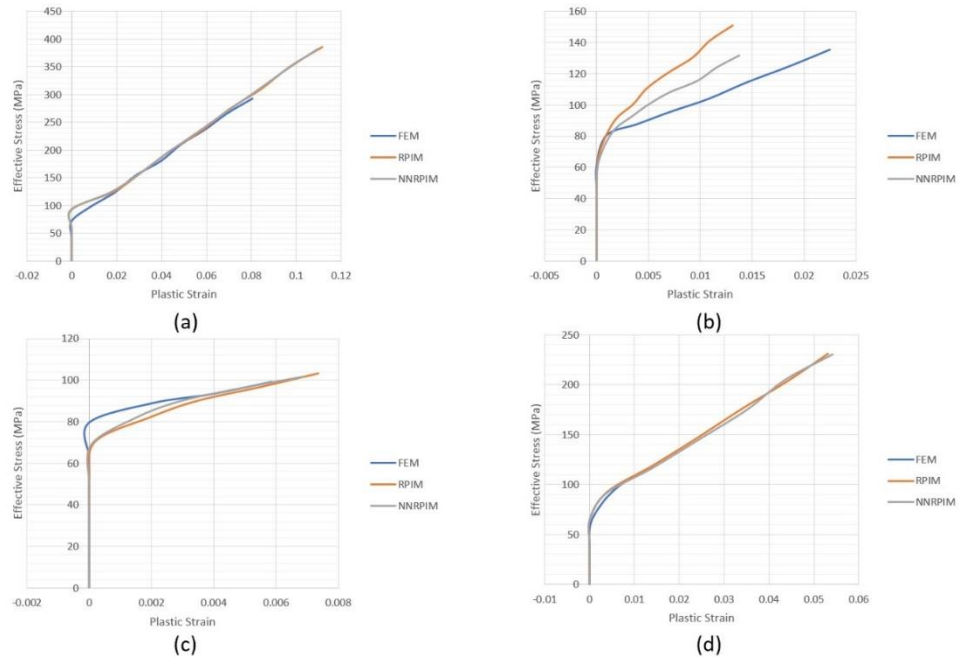 450
400
350
300
250
200
150
100
50
0
-0.02 0 0.02 0.04 0.06 0.08 0.1 0.12
Effective Stress (MPa)
Plastic Strain
FEM
RPIM
NNRPIM
(a)
160
140
120
100
80
60
40
20
0
-0.005 0 0.005 0.01 0.015 0.02 0.025
Effective Stress (MPa)
Plastic Strain
FEM
RPIM
NNRPIM
(b)
120
100
80
60
40
20
0
-0.002 0 0.002 0.004 0.006 0.008
Effective Stress (MPa)
Plastic Strain
FEM
RPIM
NNRPIM
(c)
250
200
150
100
50
0
-0.01 0 0.01 0.02 0.03 0.04 0.05 0.06
Effective Stress (MPa)
Plastic Strain
FEM
RPIM
NNRPIM
(d)